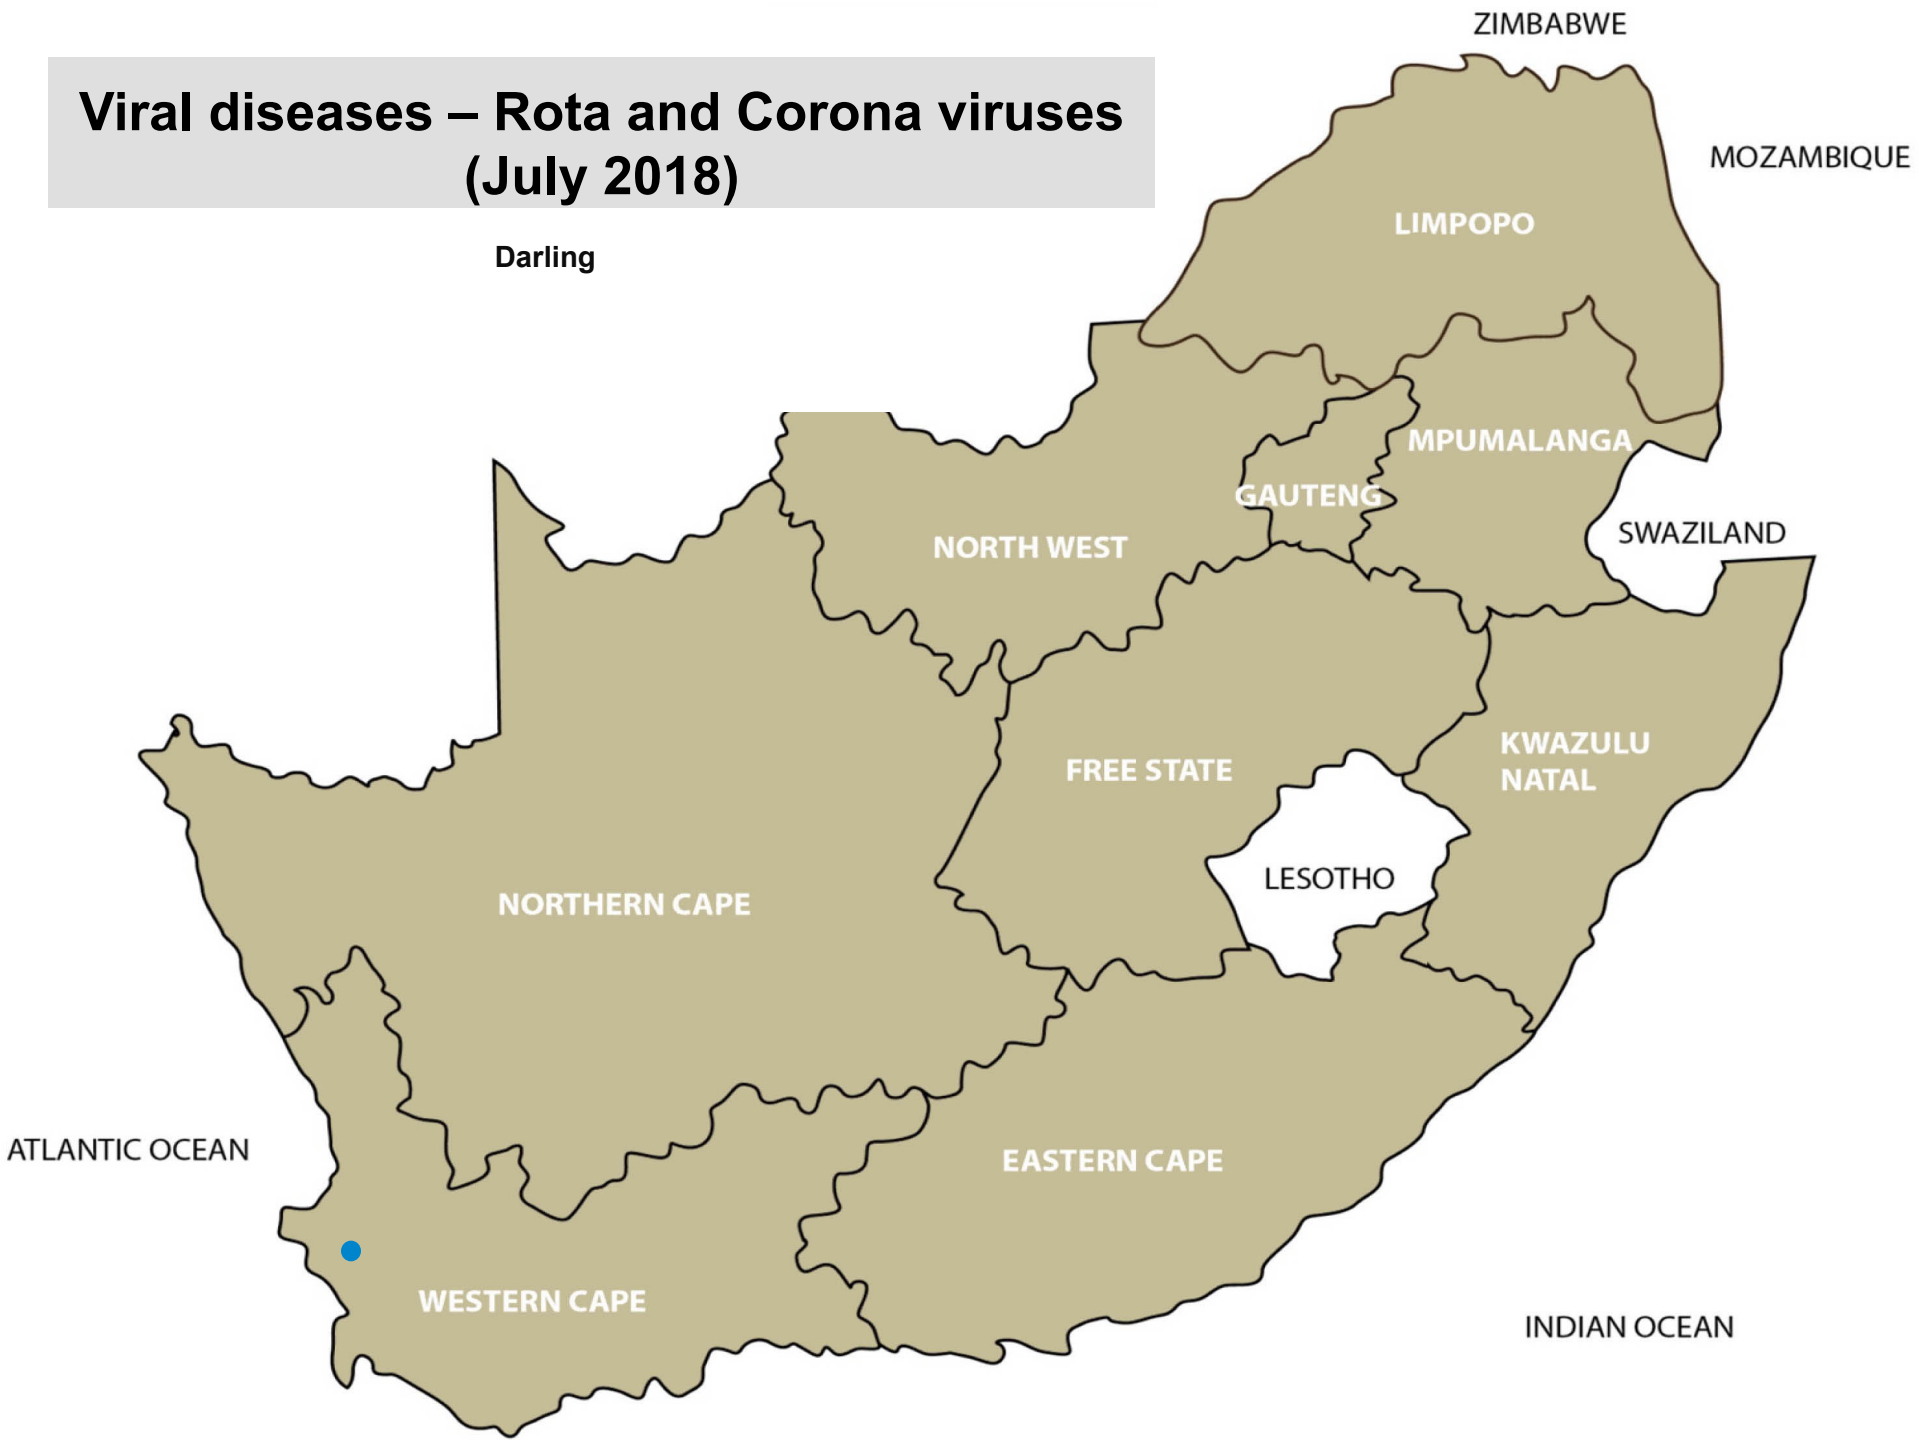 ZIMBABWE
Viral diseases – Rota and Corona viruses
(July 2018)
MOZAMBIQUE
LIMPOPO
Darling
MPUMALANGA
GAUTENG
SWAZILAND
NORTH WEST
KWAZULU
NATAL
FREE STATE
LESOTHO
NORTHERN CAPE
ATLANTIC OCEAN
EASTERN CAPE
WESTERN CAPE
INDIAN OCEAN